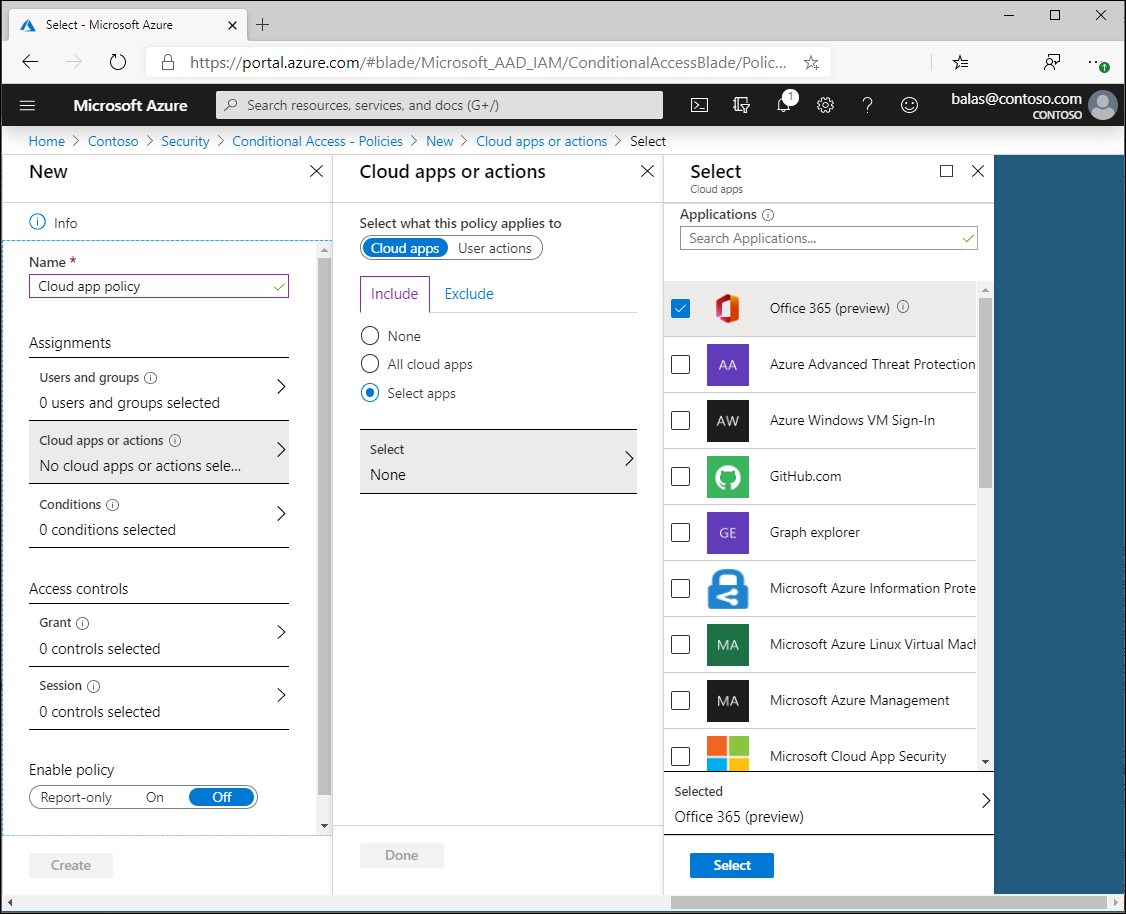 Select - Microsoft Azure
https://portal.azure.com/#blade/Microsoft_AAD_IAM/ConditionalAccessBlade/Polic...
Microsoft Azure
Search resources, services, and docs (G+/)
1
balas@contoso.com
CONTOSO
Home > Contoso > Security > Conditional Access - Policies > New > Cloud apps or actions > Select
New
Info
Name *
Cloud app policy
Assignments
Users and groups
0 users and groups selected
Cloud apps or actions
No cloud apps or actions sele...
Conditions
0 conditions selected
Access controls
Grant
0 controls selected
Session
0 controls selected
Enable policy
Report-only On Off
Create
Cloud apps or actions
Select what this policy applies to
Cloud apps User actions
Include Exclude
None
All cloud apps
Select apps
Select
None
Done
Select
Cloud apps
Applications
Search Applications...
Office 365 (preview)
AA Azure Advanced Threat Protection
AW Azure Windows VM Sign-In
GitHub.com
GE Graph explorer
Microsoft Azure Information Prote
MA Microsoft Azure Linux Virtual Mach
MA Microsoft Azure Management
Microsoft Cloud App Security
Selected
Office 365 (preview)
Select